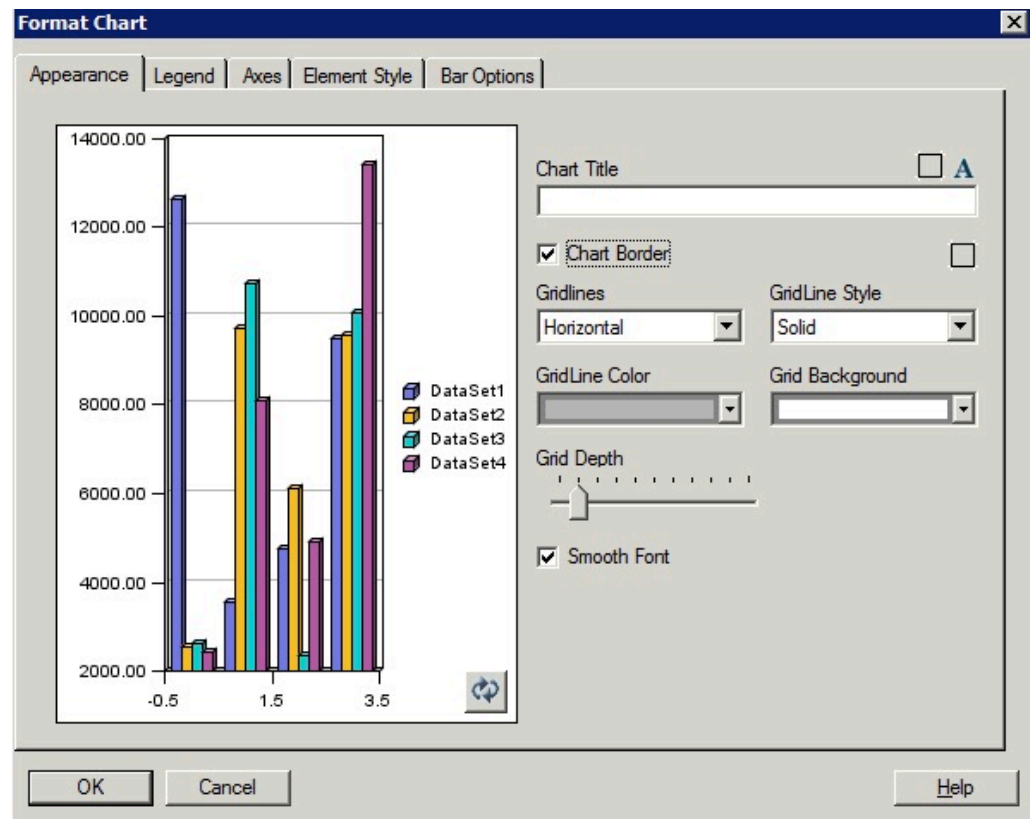 Format Chart
Appearance Legend Axes Element Style Bar Options
14000.00
12000.00
10000.00
8000.00
6000.00
4000.00
2000.00
-0.5 1.5 3.5
DataSet1
DataSet2
DataSet3
DataSet4
Chart Title A
Chart Border
Gridlines GridLine Style
Horizontal Solid
GridLine Color Grid Background
Grid Depth
Smooth Font
OK Cancel Help